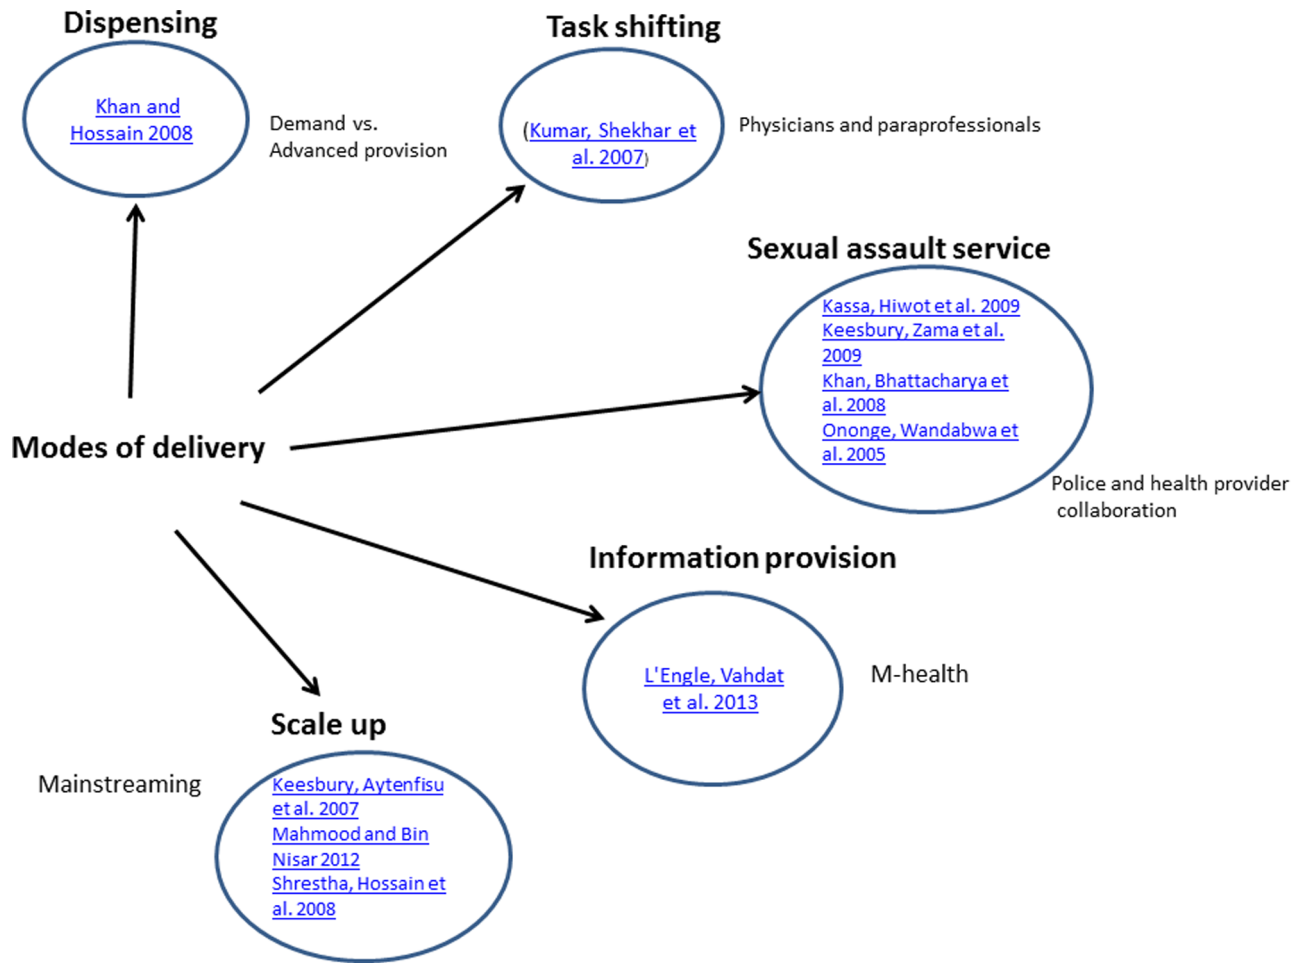 Dispensing
Khan and
Hossain 2008
Demand vs.
Advanced provision
Task shifting
(Kumar, Shekhar et
al. 2007)
Physicians and paraprofessionals
Sexual assault service
Kassa, Hiwot et al. 2009
Keesbury, Zama et al.
2009
Khan, Bhattacharya et
al. 2008
Ononge, Wandabwa et
al. 2005
Police and health provider
collaboration
Modes of delivery
Information provision
L'Engle, Vahdat
et al. 2013
M-health
Scale up
Mainstreaming
Keesbury, Aytenfisu
et al. 2007
Mahmood and Bin
Nisar 2012
Shrestha, Hossain et
al. 2008